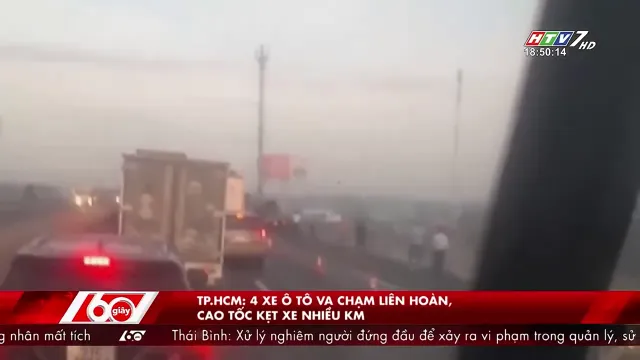 HTV7 HD
18:50:14
60 giây
TP.HCM: 4 XE Ô TÔ VA CHẠM LIÊN HOÀN,
CAO TỐC KẸT XE NHIỀU KM
g nhân mất tích 60 Thái Bình: Xử lý nghiêm người đứng đầu để xảy ra vi phạm trong quản lý, sử